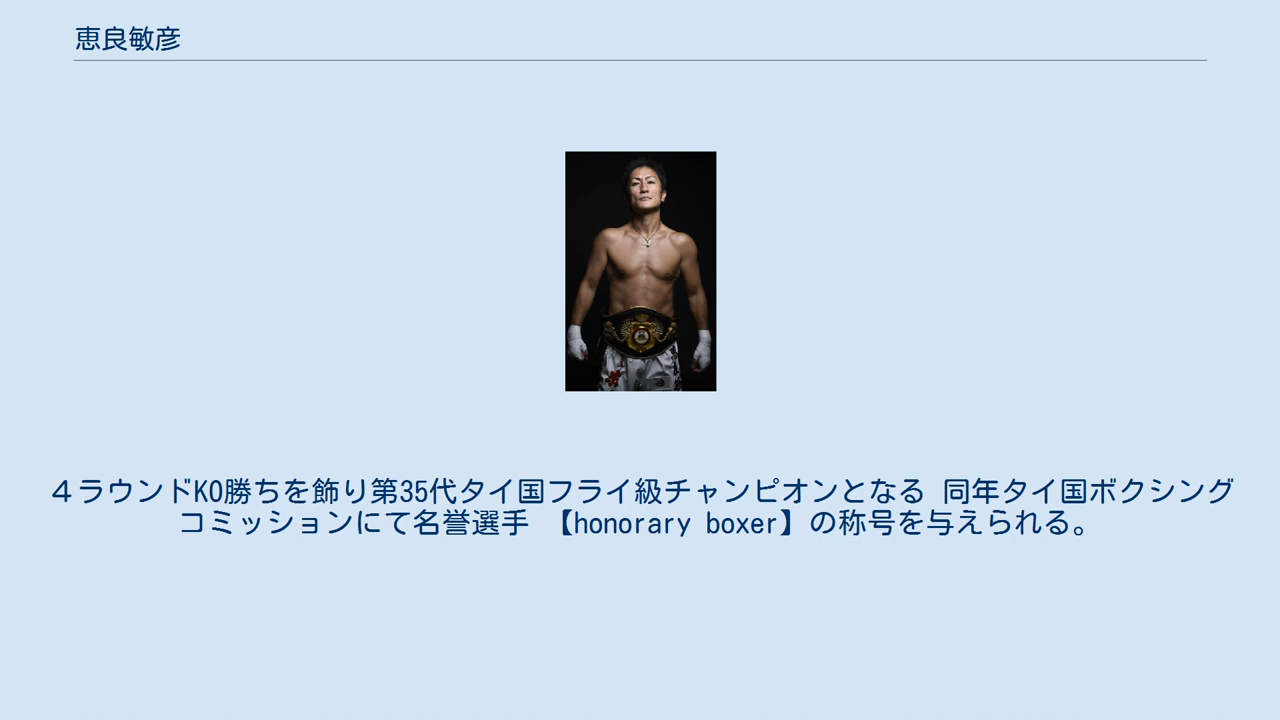 恵良敏彦
４ラウンドKO勝ちを飾り第35代タイ国フライ級チャンピオンとなる 同年タイ国ボクシング
コミッションにて名誉選手 【honorary boxer】の称号を与えられる。